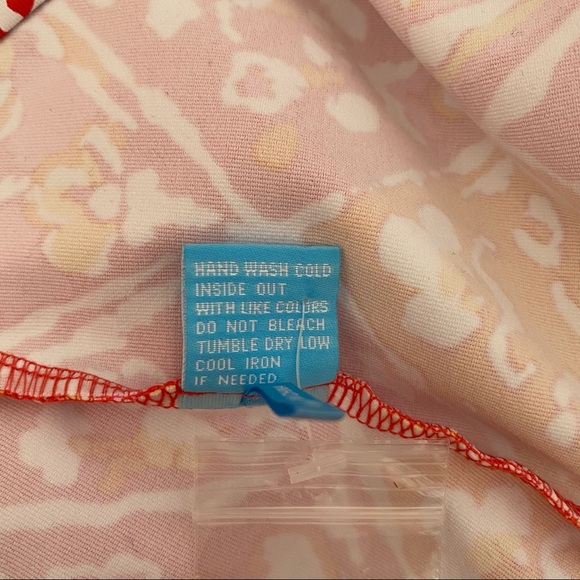 HAND WASH COLD
INSIDE OUT
WITH LIKE COLORS
DO NOT BLEACH
TUMBLE DRY LOW
COOL IRON
IF NEEDED